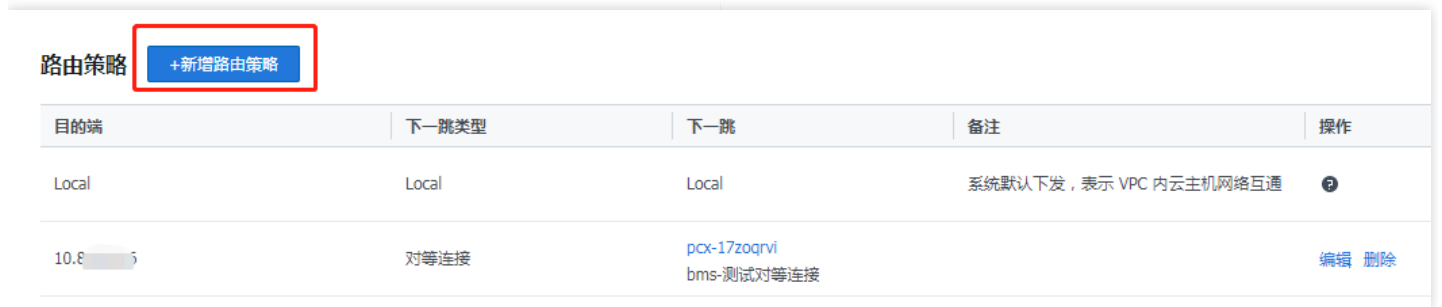 路由策略 +新增路由策略
目的端 下一跳类型 下一跳 备注 操作
Local Local Local 系统默认下发，表示 VPC 内云主机网络互通
对等连接 pcx-17zoqrvi 编辑 删除
bms-测试对等连接